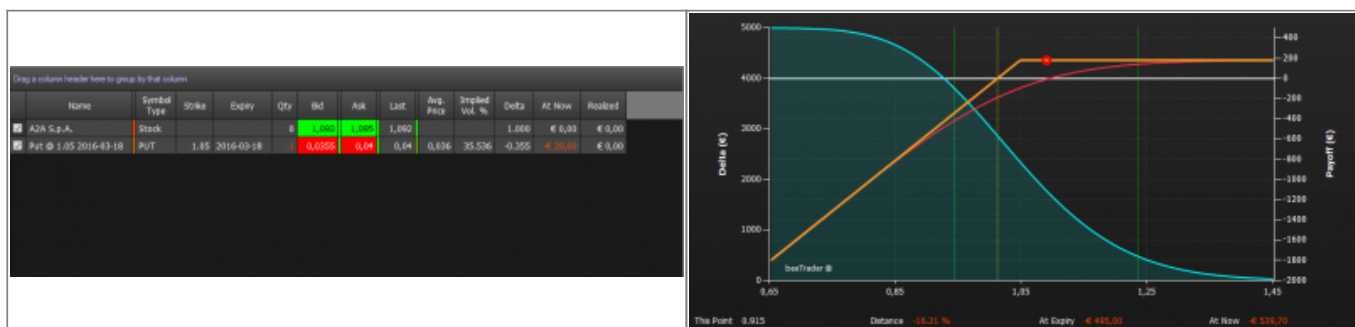 Drag a column header here to group by that column
Name Symbol Type Strike Expiry Qty Bid Ask Last Avg. Price Implied Vol. % Delta At Now Realized
A2A S.p.A. Stock 0 1,093 1,095 1,092 1.000 € 0,00 € 0,00
Put @ 1.05 2016-03-18 PUT 1.05 2016-03-18 -1 0,0355 0,04 0,04 0,036 35.536 -0.355 -€ 20,00 € 0,00
5000
4000
3000
2000
1000
0
Delta (€)
400
200
0
-200
-400
-600
-800
-1000
-1200
-1400
-1600
-1800
-2000
Payoff (€)
beeTrader ®
0,65 0,85 1,05 1,25 1,45
This Point 0.915 Distance -16,21 % At Expiry -€ 495,00 At Now -€ 539,70